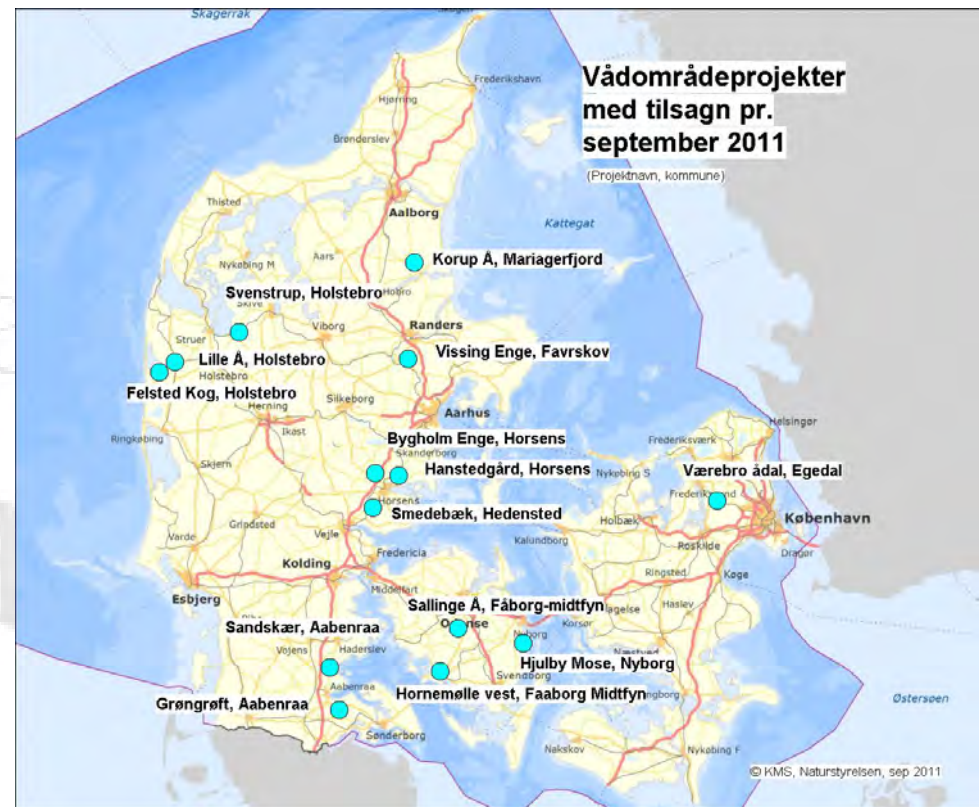 Skagerrak
Vådområdeprojekter
med tilsagn pr.
september 2011
(Projektnavn, kommune)
Frederikshavn
Hjørring
Brønderslev
Thisted
Aalborg
Kattegat
Nykøbing M
Aars
Korup Å, Mariagerfjord
Hobro
Svenstrup, Holstebro
Skive
Struer
Viborg
Randers
Lille Å, Holstebro
Vissing Enge, Favrskov
Holstebro
Felsted Kog, Holstebro
Herning
Silkeborg
Aarhus
Ikast
Ringkøbing
Helsingør
Bygholm Enge, Horsens
Frederiksværk
Skanderborg
Skjern
Hanstedgård, Horsens
Nykøbing S
Værebro ådal, Egedal
Horsens
Smedebæk, Hedensted
Holbæk
København
Grindsted
Varde
Vejle
Kalundborg
Roskilde
Dragør
Fredericia
Kolding
Ringsted
Køge
Middelfart
Esbjerg
Sallinge Å, Fåborg-midtfyn
Haslev
Korsør
Sandskær, Aabenraa
Nyborg
Vojens
Haderslev
Næstved
Hjulby Mose, Nyborg
Svendborg
Aabenraa
Hornemølle vest, Faaborg Midtfyn
Grøngrøft, Aabenraa
Østersøen
Sønderborg
Nakskov
Nykøbing F
© KMS, Naturstyrelsen, sep 2011